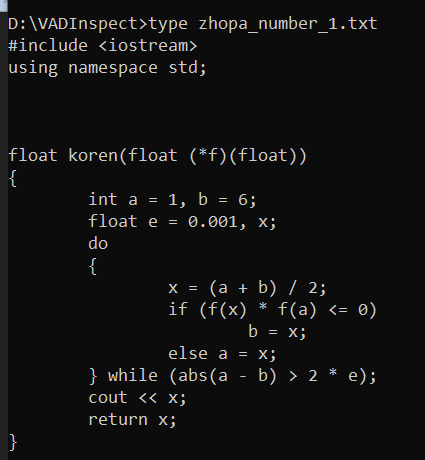 D:\VADInspect>type zhopa_number_1.txt
#include <iostream>
using namespace std;
float koren(float (*f)(float))
{
int a = 1, b = 6;
float e = 0.001, x;
do
{
x = (a + b) / 2;
if (f(x) * f(a) <= 0)
b = x;
else a = x;
} while (abs(a - b) > 2 * e);
cout << x;
return x;
}